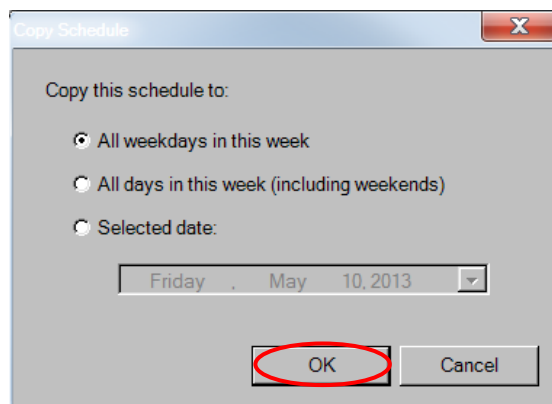 Copy Schedule
Copy this schedule to:
All weekdays in this week
All days in this week (including weekends)
Selected date:
Friday , May 10, 2013
OK Cancel